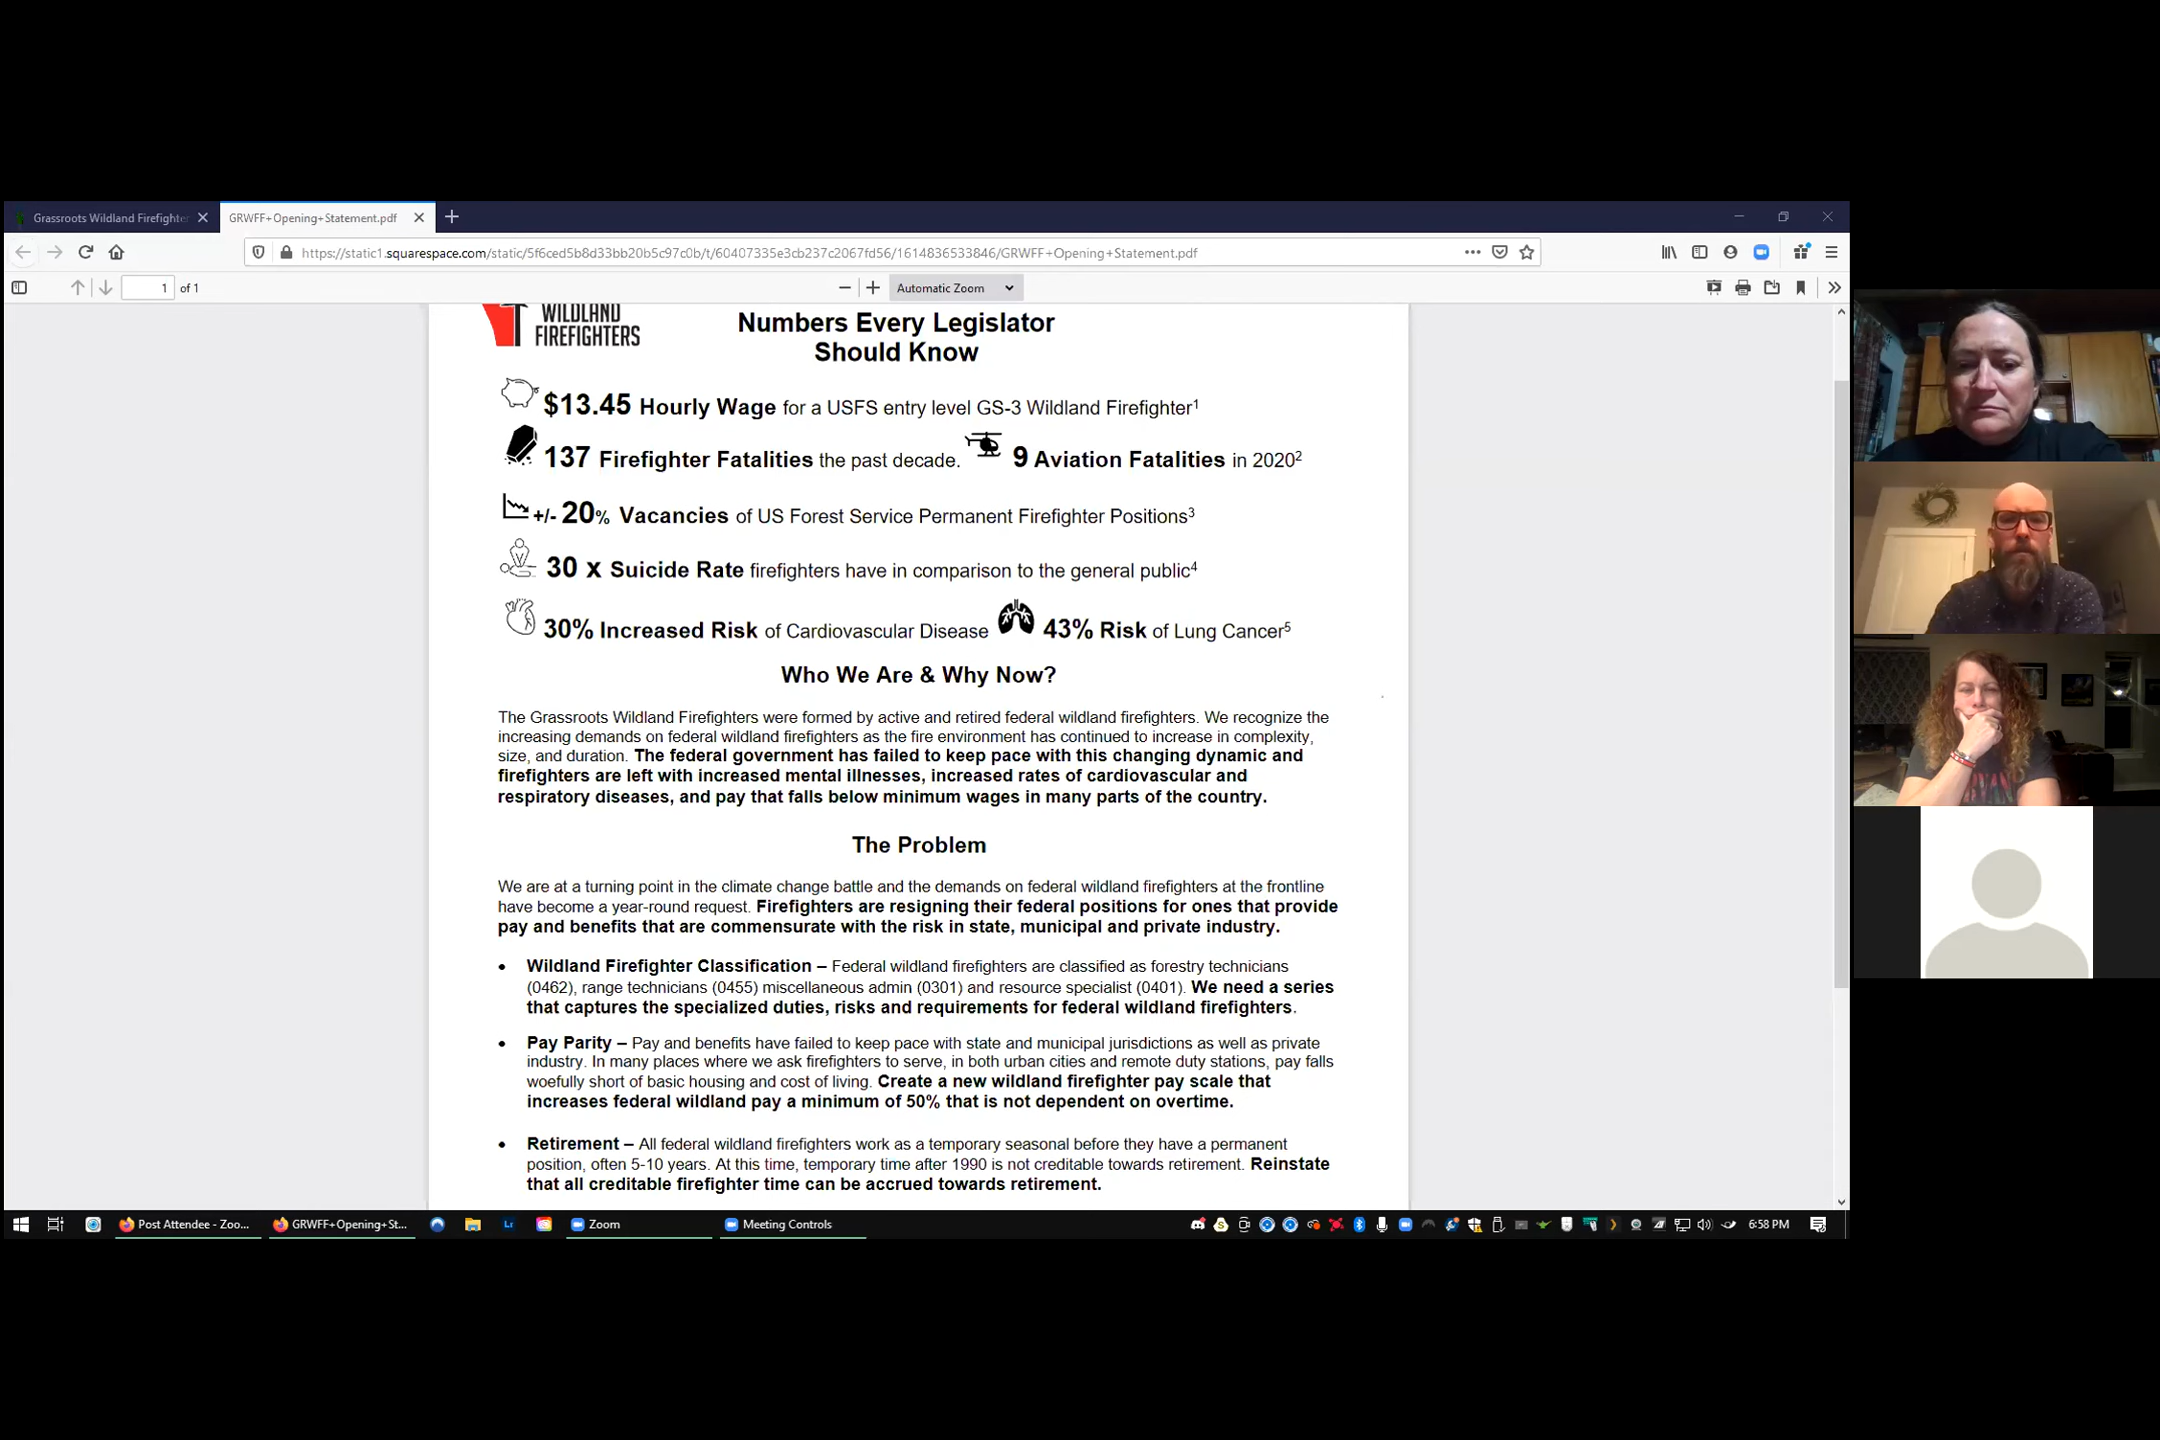 Grassroots Wildland Firefighter
GRWFF+Opening+Statement.pdf
https://static1.squarespace.com/static/5f6ced5b8d33bb20b5c97c0b/t/60407335e3cb237c2067fd56/1614836533846/GRWFF+Opening+Statement.pdf
1 of 1
Automatic Zoom
WILDLAND
FIREFIGHTERS
Numbers Every Legislator
Should Know
$13.45 Hourly Wage for a USFS entry level GS-3 Wildland Firefighter1
137 Firefighter Fatalities the past decade. 9 Aviation Fatalities in 20202
+/- 20% Vacancies of US Forest Service Permanent Firefighter Positions3
30 x Suicide Rate firefighters have in comparison to the general public4
30% Increased Risk of Cardiovascular Disease 43% Risk of Lung Cancer5
Who We Are & Why Now?
The Grassroots Wildland Firefighters were formed by active and retired federal wildland firefighters. We recognize the
increasing demands on federal wildland firefighters as the fire environment has continued to increase in complexity,
size, and duration. The federal government has failed to keep pace with this changing dynamic and
firefighters are left with increased mental illnesses, increased rates of cardiovascular and
respiratory diseases, and pay that falls below minimum wages in many parts of the country.
The Problem
We are at a turning point in the climate change battle and the demands on federal wildland firefighters at the frontline
have become a year-round request. Firefighters are resigning their federal positions for ones that provide
pay and benefits that are commensurate with the risk in state, municipal and private industry.
• Wildland Firefighter Classification – Federal wildland firefighters are classified as forestry technicians
(0462), range technicians (0455) miscellaneous admin (0301) and resource specialist (0401). We need a series
that captures the specialized duties, risks and requirements for federal wildland firefighters.
• Pay Parity – Pay and benefits have failed to keep pace with state and municipal jurisdictions as well as private
industry. In many places where we ask firefighters to serve, in both urban cities and remote duty stations, pay falls
woefully short of basic housing and cost of living. Create a new wildland firefighter pay scale that
increases federal wildland pay a minimum of 50% that is not dependent on overtime.
• Retirement – All federal wildland firefighters work as a temporary seasonal before they have a permanent
position, often 5-10 years. At this time, temporary time after 1990 is not creditable towards retirement. Reinstate
that all creditable firefighter time can be accrued towards retirement.
Post Attendee - Zoo...
GRWFF+Opening+St...
Lr
Zoom
Meeting Controls
6:58 PM